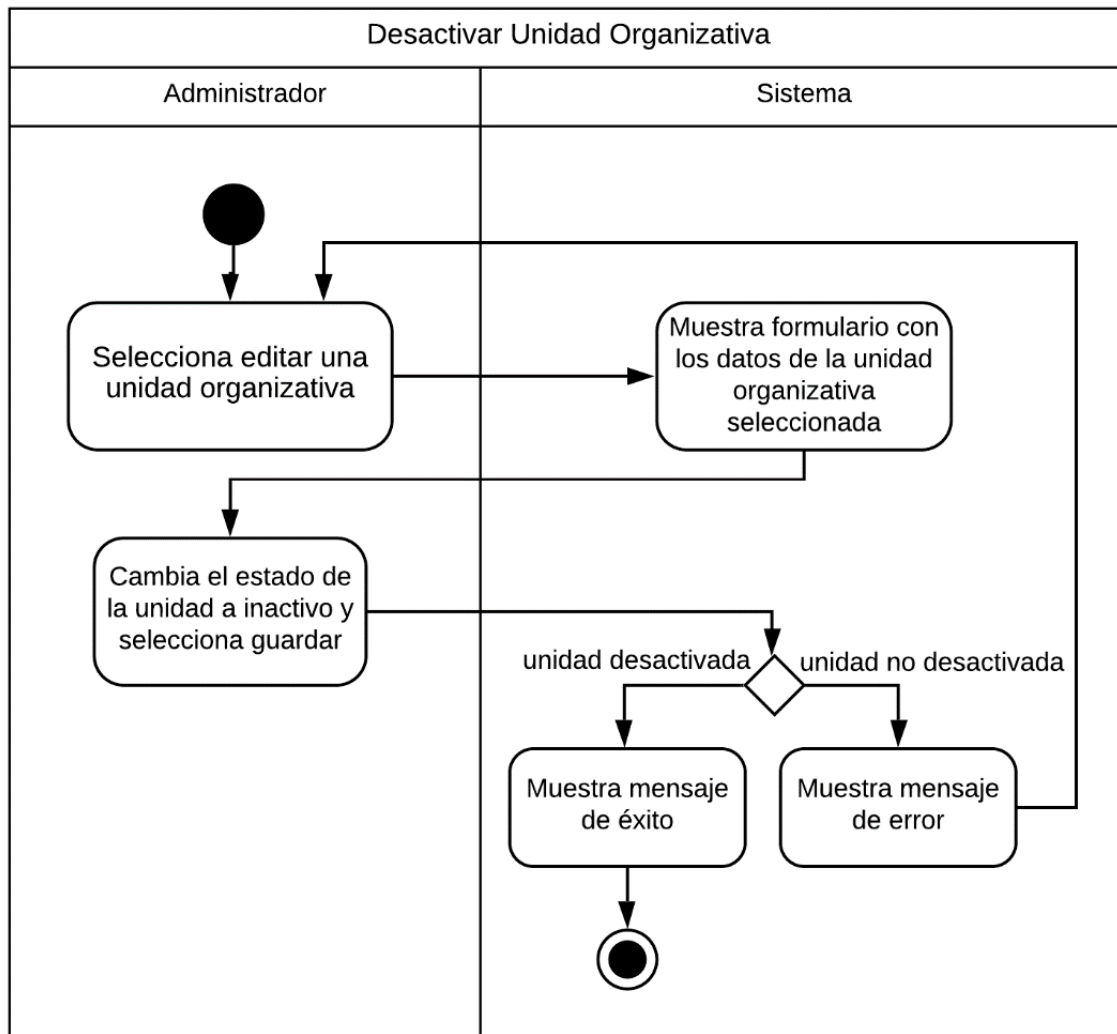 Desactivar Unidad Organizativa
Administrador
Sistema
Selecciona editar una
unidad organizativa
Muestra formulario con
los datos de la unidad
organizativa
seleccionada
Cambia el estado de
la unidad a inactivo y
selecciona guardar
unidad desactivada
unidad no desactivada
Muestra mensaje
de éxito
Muestra mensaje
de error